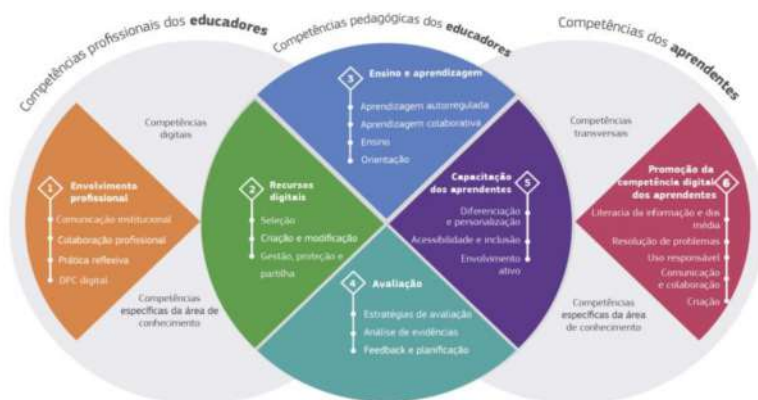 Competências profissionais dos educadores
Competências pedagógicas dos educadores
Competências dos aprendentes
Competências
digitais
Competências
específicas da área de
conhecimento
1
Envolvimento
profissional
Comunicação institucional
Colaboração profissional
Prática reflexiva
DPC digital
2
Recursos
digitais
Seleção
Criação e modificação
Gestão, proteção e
partilha
3
Ensino e aprendizagem
Aprendizagem autorregulada
Aprendizagem colaborativa
Ensino
Orientação
4
Avaliação
Estratégias de avaliação
Análise de evidências
Feedback e planificação
Capacitação
dos aprendentes
5
Diferenciação
e personalização
Acessibilidade e inclusão
Envolvimento
ativo
Competências
transversais
Competências
específicas da área
de conhecimento
Promoção da
competência digital
dos aprendentes
6
Literacia da informação e dos
média
Resolução de problemas
Uso responsável
Comunicação
e colaboração
Criação